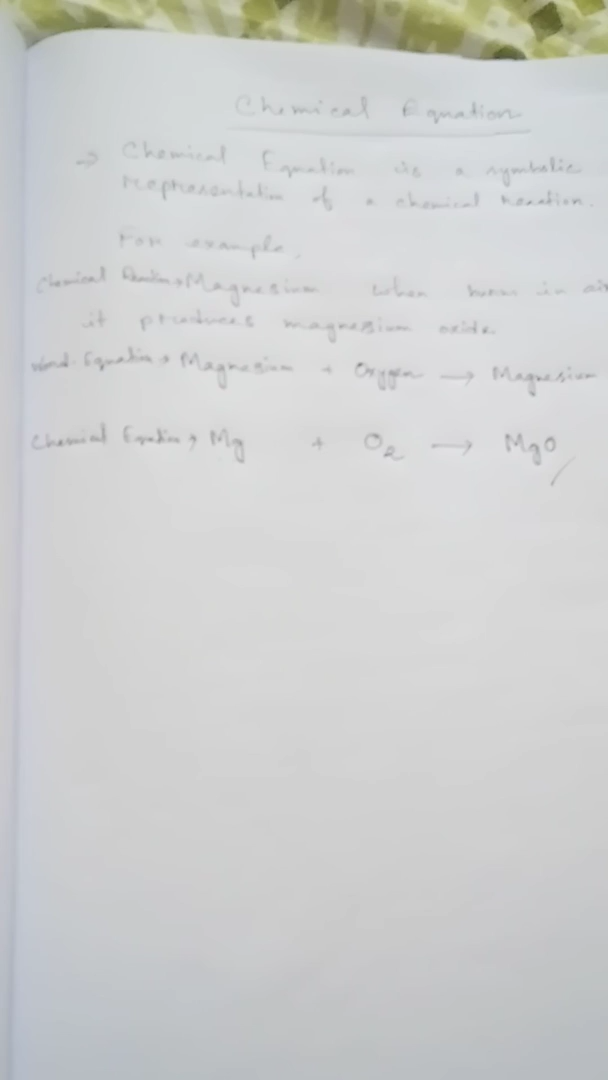 Chemical Equation
→ Chemical Equation is a symbolic
representation of a chemical reaction.
For example,
Chemical Reaction → Magnesium when burns in air
it produces magnesium oxide
Word Equation → Magnesium + Oxygen → Magnesium
Chemical Equation → Mg + O2 → MgO